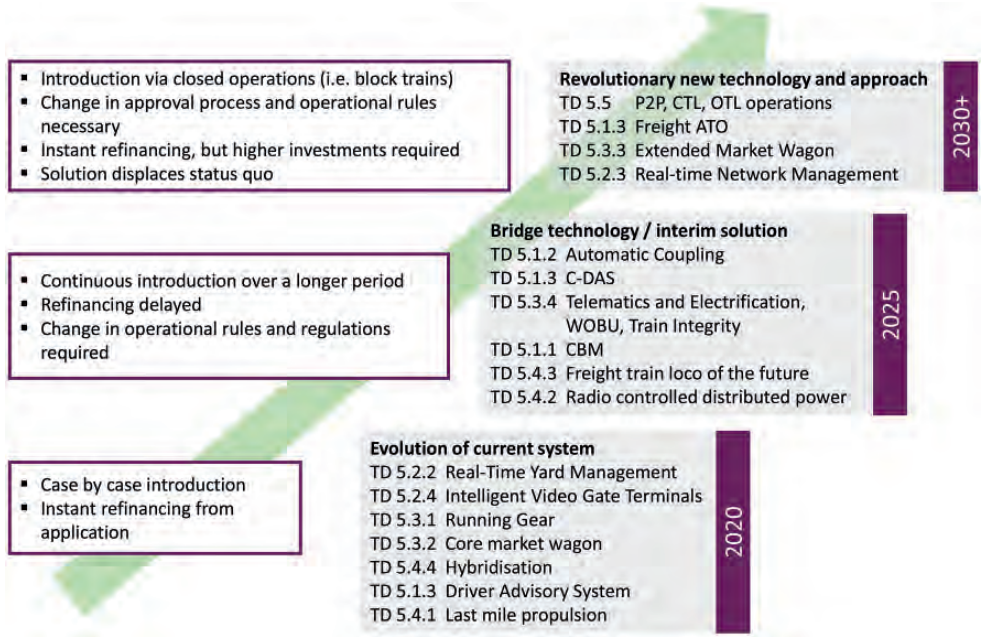 ▪ Introduction via closed operations (i.e. block trains)
▪ Change in approval process and operational rules
necessary
▪ Instant refinancing, but higher investments required
▪ Solution displaces status quo
Revolutionary new technology and approach
TD 5.5 P2P, CTL, OTL operations
TD 5.1.3 Freight ATO
TD 5.3.3 Extended Market Wagon
TD 5.2.3 Real-time Network Management
2030+
▪ Continuous introduction over a longer period
▪ Refinancing delayed
▪ Change in operational rules and regulations
required
Bridge technology / interim solution
TD 5.1.2 Automatic Coupling
TD 5.1.3 C-DAS
TD 5.3.4 Telematics and Electrification,
WOBU, Train Integrity
TD 5.1.1 CBM
TD 5.4.3 Freight train loco of the future
TD 5.4.2 Radio controlled distributed power
2025
▪ Case by case introduction
▪ Instant refinancing from
application
Evolution of current system
TD 5.2.2 Real-Time Yard Management
TD 5.2.4 Intelligent Video Gate Terminals
TD 5.3.1 Running Gear
TD 5.3.2 Core market wagon
TD 5.4.4 Hybridisation
TD 5.1.3 Driver Advisory System
TD 5.4.1 Last mile propulsion
2020